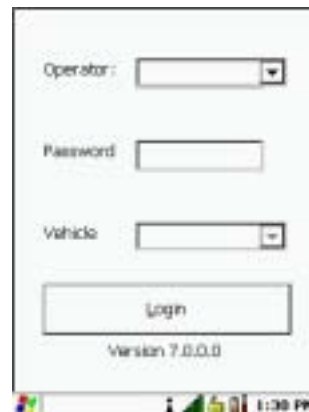 Operator:
Password
Vehicle
Login
Version 7.0.0.0
1:30 PM